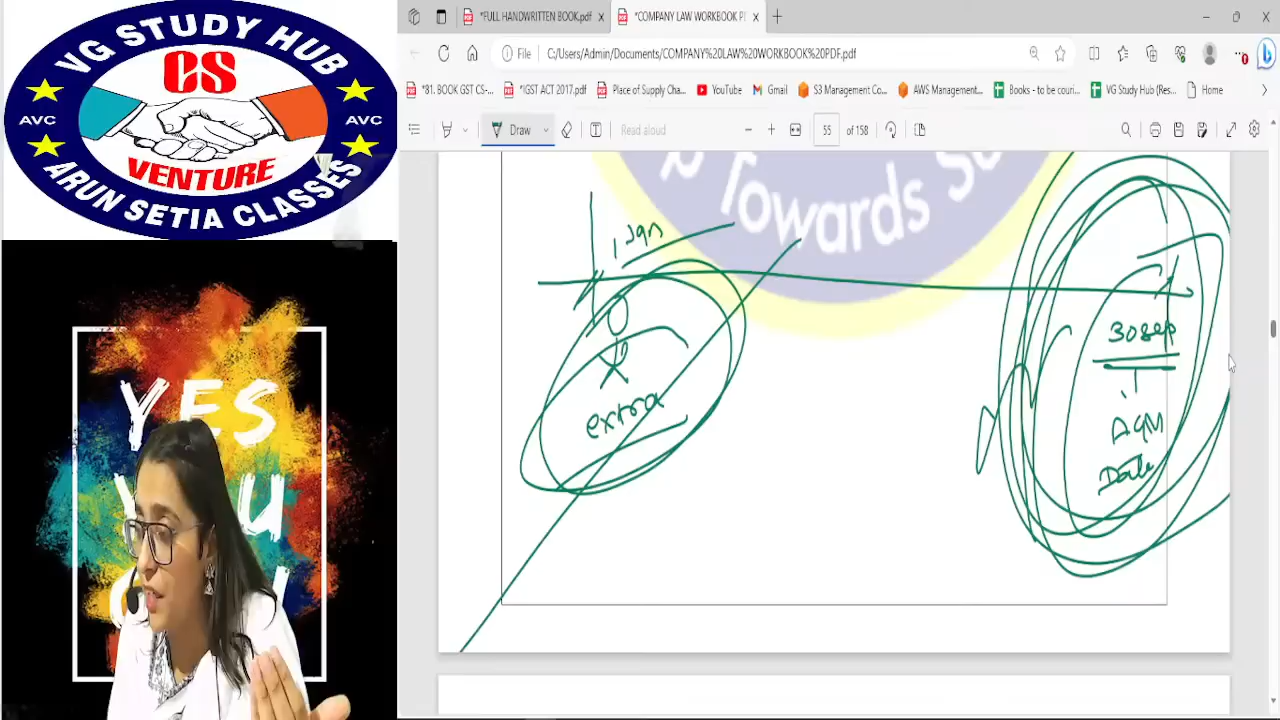 VG STUDY HUB
CS
AVC
AVC
VENTURE
ARUN SETIA CLASSES
YES
*FULL HANDWRITTEN BOOK.pdf
*COMPANY LAW WORKBOOK P
File
C:/Users/Admin/Documents/COMPANY%20LAW%20WORKBOOK%20PDF.pdf
*81. BOOK GST CS-...
*IGST ACT 2017.pdf
Place of Supply Cha...
YouTube
Gmail
S3 Management Co...
AWS Management...
Books - to be couri...
VG Study Hub (Res...
Home
Draw
Read aloud
55
of 158
Towards
1 Jan
extra
30 sep
AGM
Date